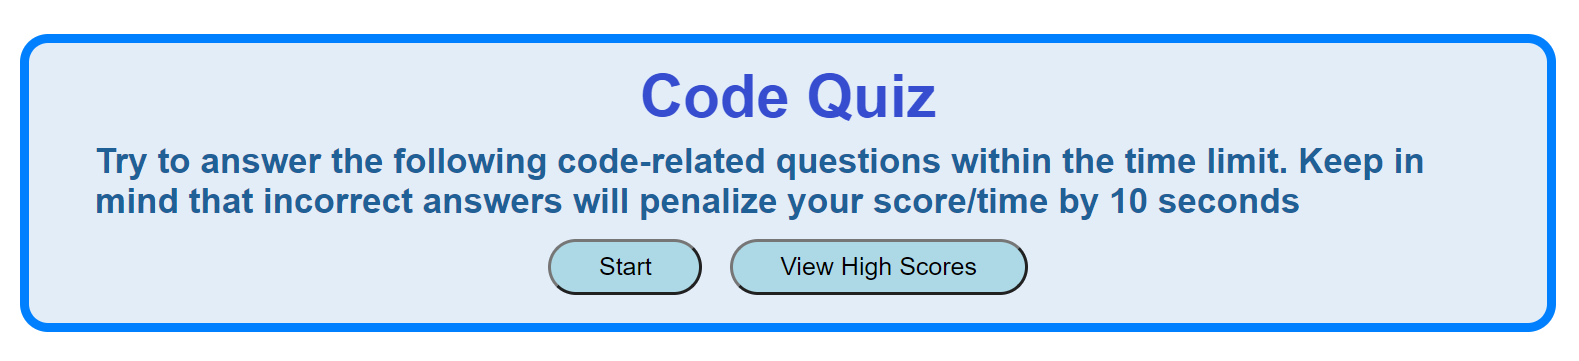 Code Quiz
Try to answer the following code-related questions within the time limit. Keep in
mind that incorrect answers will penalize your score/time by 10 seconds
Start
View High Scores